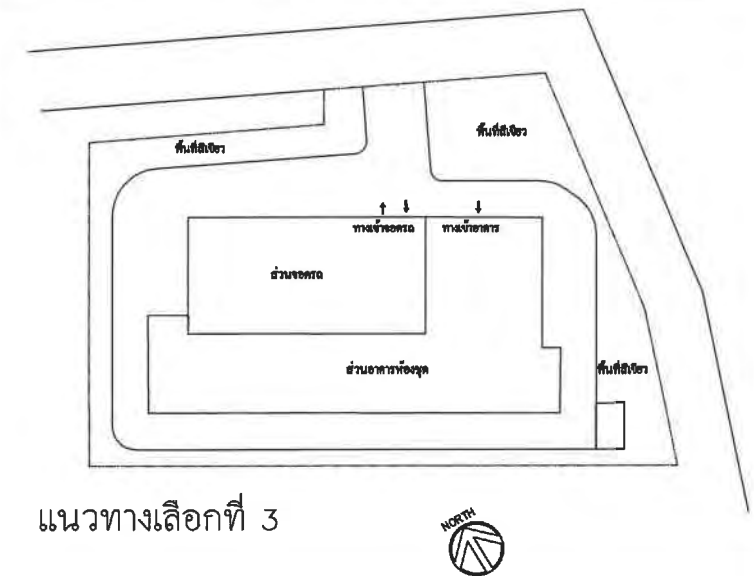 พื้นที่สีเขียว
พื้นที่สีเขียว
ทางเข้าจอดรถ
ทางเข้าอาคาร
ส่วนจอดรถ
ส่วนอาคารห้องชุด
พื้นที่สีเขียว
แนวทางเลือกที่ 3
NORTH